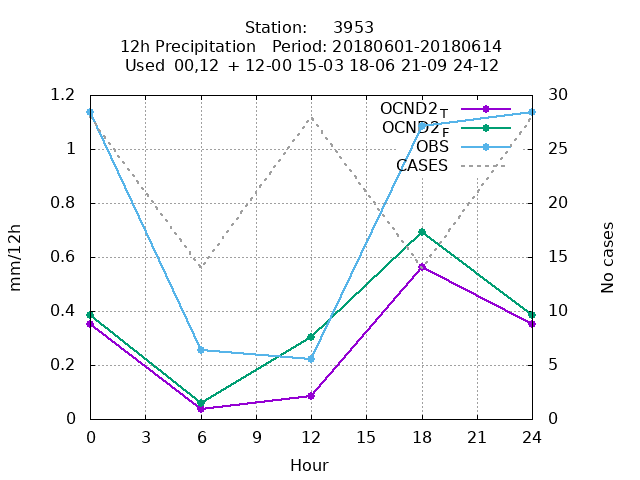 Station: 3953
12h Precipitation Period: 20180601-20180614
Used 00,12 + 12-00 15-03 18-06 21-09 24-12
1.2
1
0.8
0.6
0.4
0.2
0
mm/12h
30
25
20
15
10
5
0
No cases
OCND2T
OCND2F
OBS
CASES
0 3 6 9 12 15 18 21 24
Hour